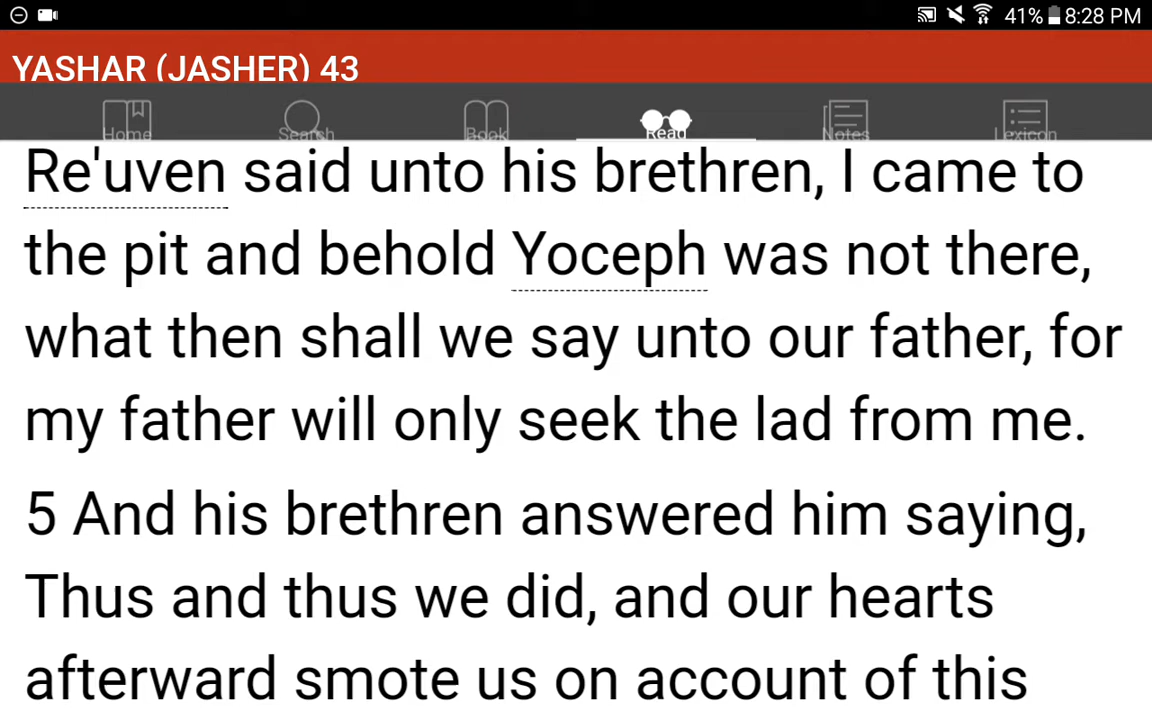 41% 8:28 PM
YASHAR (JASHER) 43
Home Search Book Read Notes Lexicon
Re'uven said unto his brethren, I came to
the pit and behold Yoceph was not there,
what then shall we say unto our father, for
my father will only seek the lad from me.
5 And his brethren answered him saying,
Thus and thus we did, and our hearts
afterward smote us on account of this